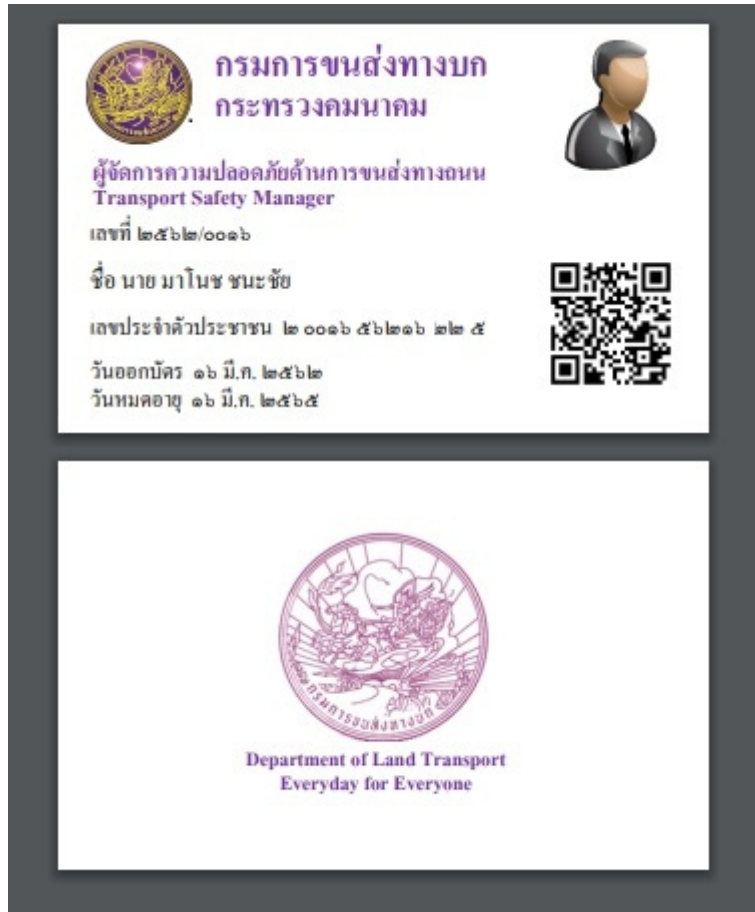 กรมการขนส่งทางบก
กระทรวงคมนาคม
ผู้จัดการความปลอดภัยด้านการขนส่งทางถนน
Transport Safety Manager
เลขที่ ๒๕๖๒/๐๐๑๖
ชื่อ นาย มาโนช ชนะชัย
เลขประจำตัวประชาชน ๒ ๐๐๑๖ ๕๖๒๑๖ ๒๒ ๕
วันออกบัตร ๑๖ มี.ค. ๒๕๖๒
วันหมดอายุ ๑๖ มี.ค. ๒๕๖๕
กรมการขนส่งทางบก
Department of Land Transport
Everyday for Everyone